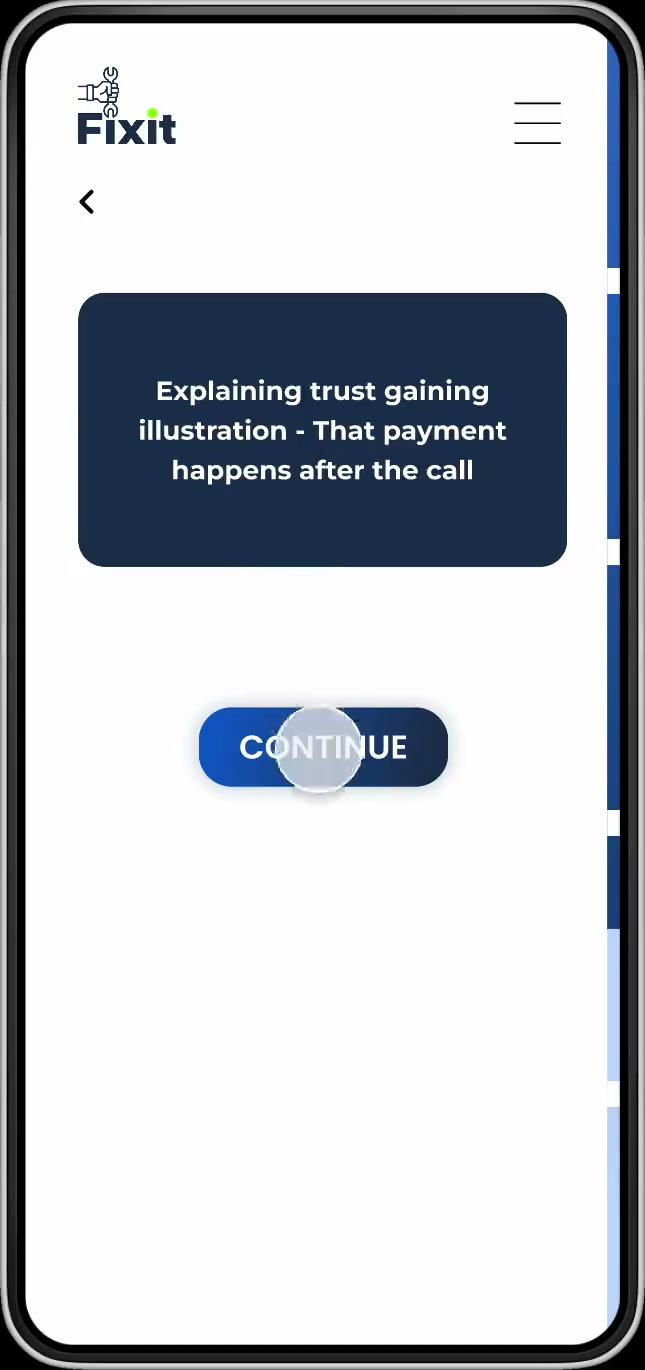 Fixit
Explaining trust gaining
illustration - That payment
happens after the call
CONTINUE